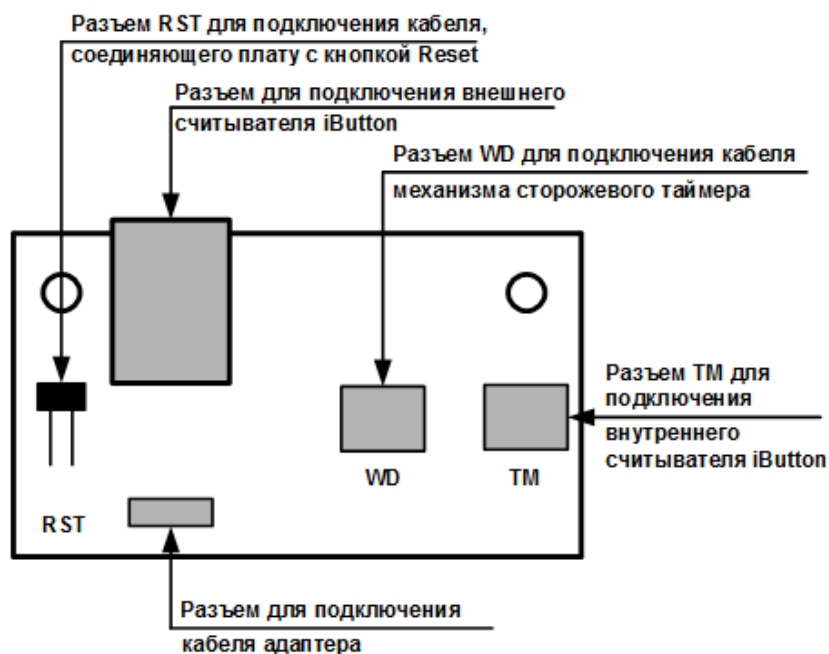 Разъем RST для подключения кабеля,
соединяющего плату с кнопкой Reset
Разъем для подключения внешнего
считывателя iButton
Разъем WD для подключения кабеля
механизма сторожевого таймера
Разъем TM для
подключения
внутреннего
считывателя iButton
WD
TM
RST
Разъем для подключения
кабеля адаптера